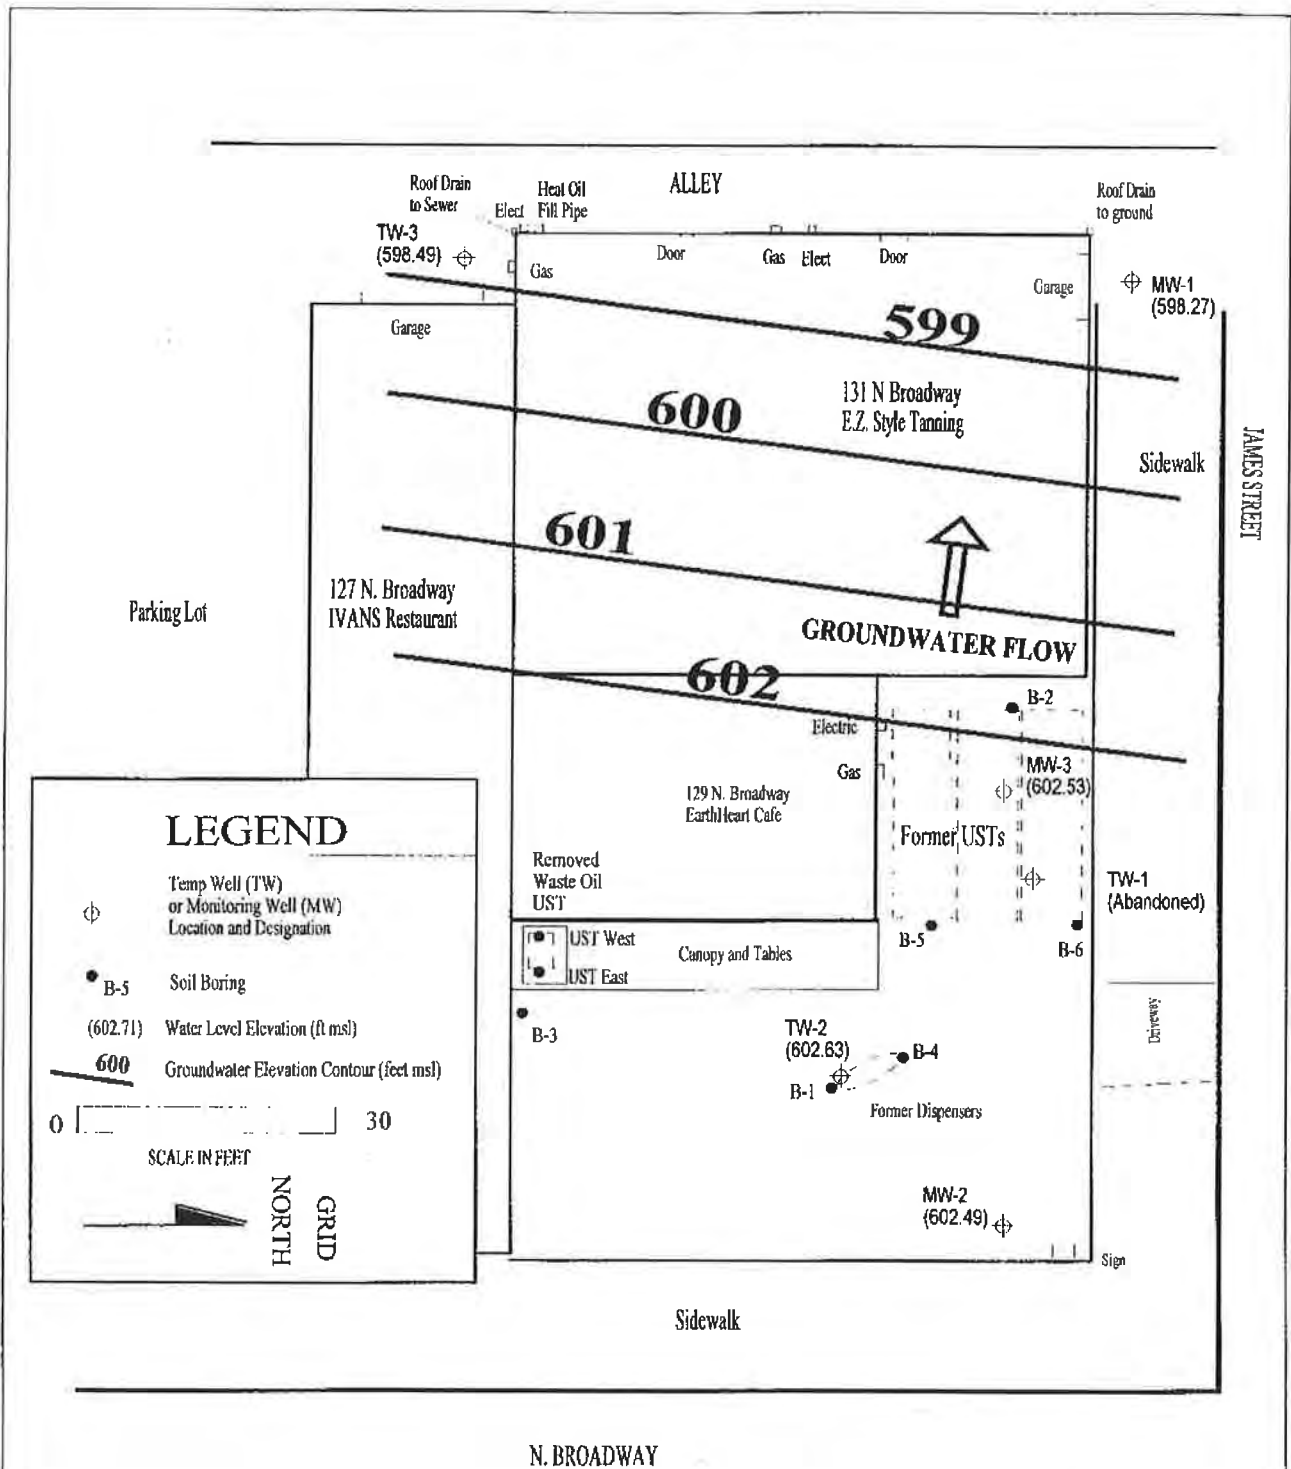 ALLEY
Roof Drain
to Sewer
Elect
Heat Oil
Fill Pipe
Roof Drain
to ground
TW-3
(598.49)
Door
Gas
Elect
Door
Gas
Garage
MW-1
(598.27)
Garage
599
131 N Broadway
E.Z. Style Tanning
600
Sidewalk
JAMES STREET
601
Parking Lot
127 N. Broadway
IVANS Restaurant
GROUNDWATER FLOW
602
B-2
Electric
Gas
MW-3
(602.53)
129 N. Broadway
EarthHeart Cafe
Former USTs
Removed
Waste Oil
UST
TW-1
(Abandoned)
UST West
UST East
Canopy and Tables
B-5
B-6
B-3
Driveway
TW-2
(602.63)
B-4
B-1
Former Dispensers
MW-2
(602.49)
Sign
LEGEND
Temp Well (TW)
or Monitoring Well (MW)
Location and Designation
B-5
Soil Boring
(602.71)
Water Level Elevation (ft msl)
600
Groundwater Elevation Contour (feet msl)
0
30
SCALE IN FEET
GRID
NORTH
Sidewalk
N. BROADWAY